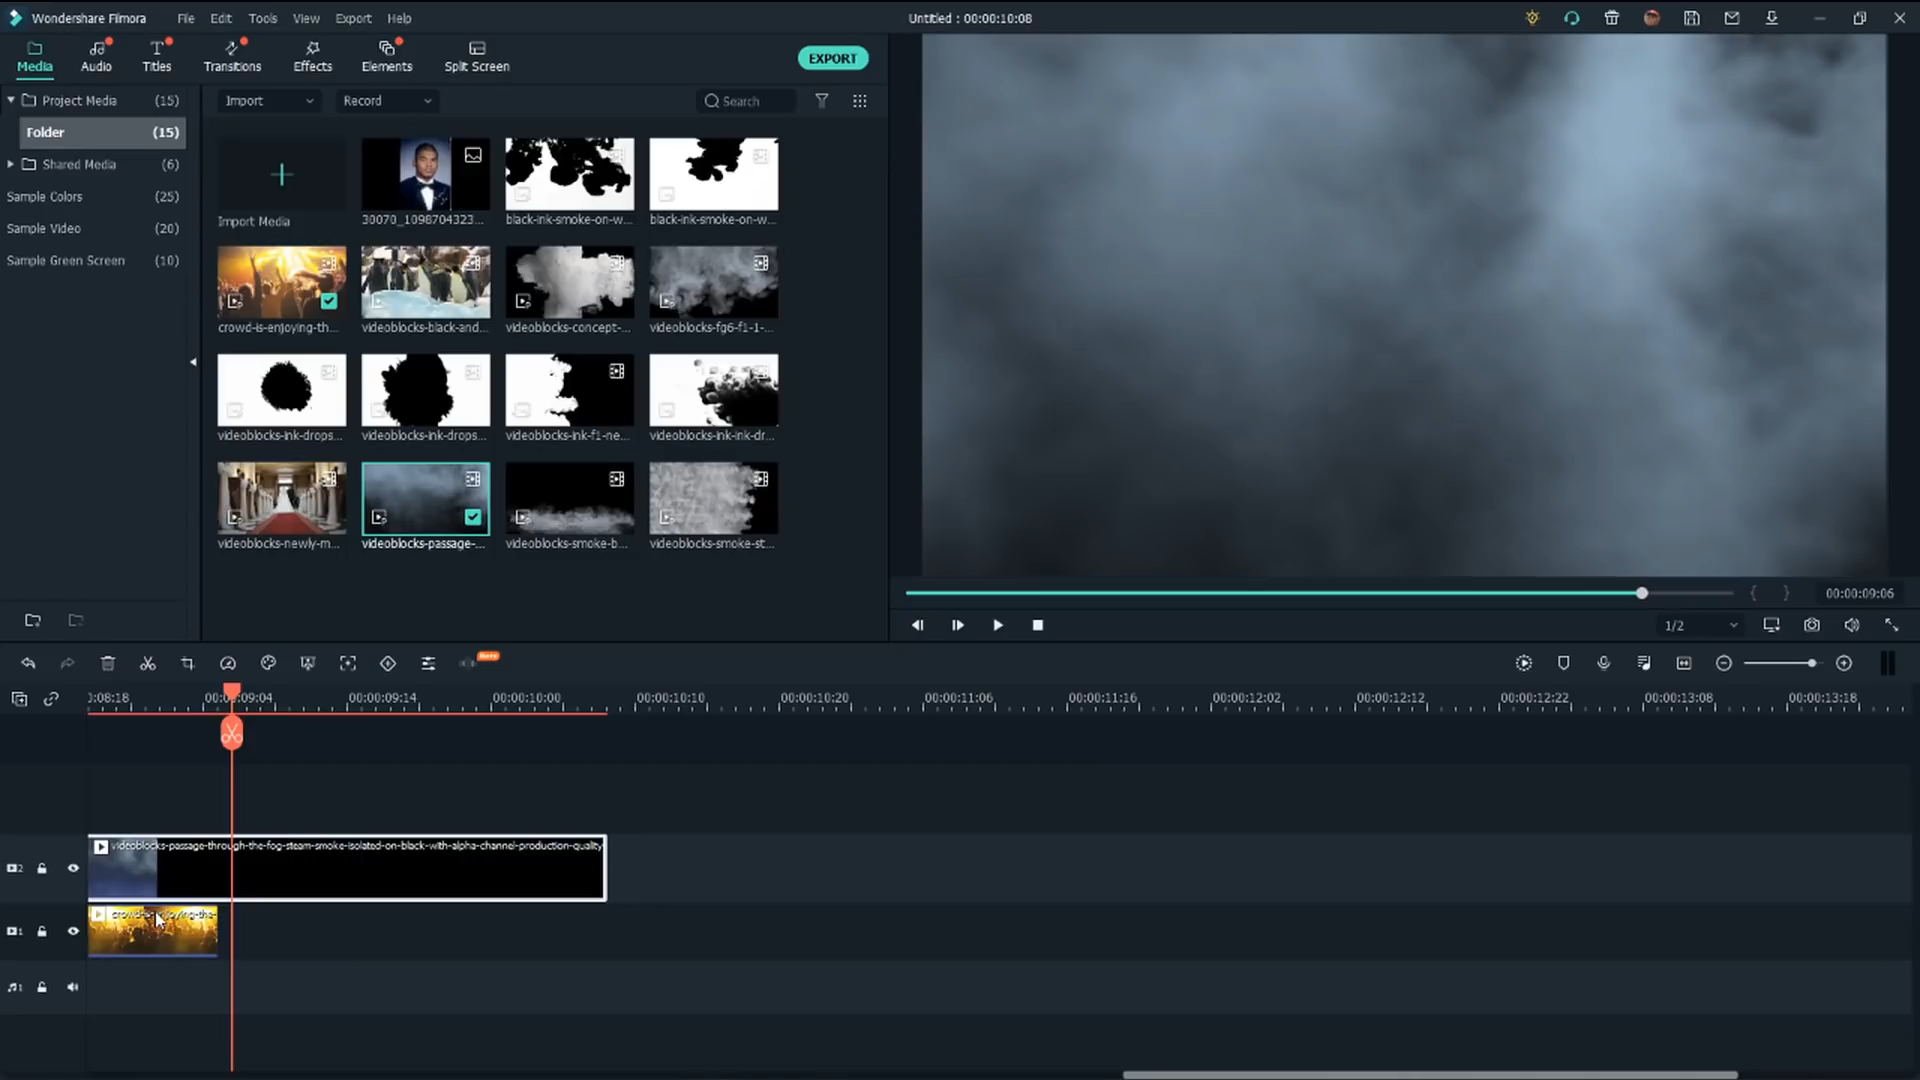 Wondershare Filmora File Edit Tools View Export Help Untitled : 00:00:10:08
Media Audio Titles Transitions Effects Elements Split Screen EXPORT
Project Media (15) Import Record Search
Folder (15)
Shared Media (6)
Sample Colors (25)
Sample Video (20)
Sample Green Screen (10)
Import Media 30070_1098704323... black-ink-smoke-on-w... black-ink-smoke-on-w...
crowd-is-enjoying-th... videoblocks-black-and... videoblocks-concept-... videoblocks-fg6-f1-1-...
videoblocks-ink-drops... videoblocks-ink-drops... videoblocks-ink-f1-ne... videoblocks-ink-ink-dr...
videoblocks-newly-m... videoblocks-passage-... videoblocks-smoke-b... videoblocks-smoke-st...
00:00:09:06
1/2
00:00:09:14 00:00:10:00 00:00:10:10 00:00:10:20 00:00:11:06 00:00:11:16 00:00:12:02 00:00:12:12 00:00:12:22 00:00:13:08 00:00:13:18
videoblocks-passage-through-the-fog-steam-smoke-isolated-on-black-with-alpha-channel-production-quality
2
1
1